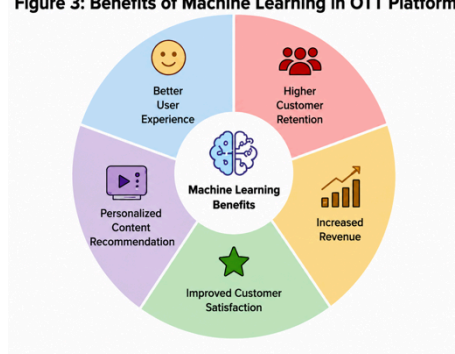 Figure 3: Benefits of Machine Learning in OTT Platform
Better
User
Experience
Higher
Customer
Retention
Machine Learning
Benefits
Personalized
Content
Recommendation
Increased
Revenue
Improved Customer
Satisfaction